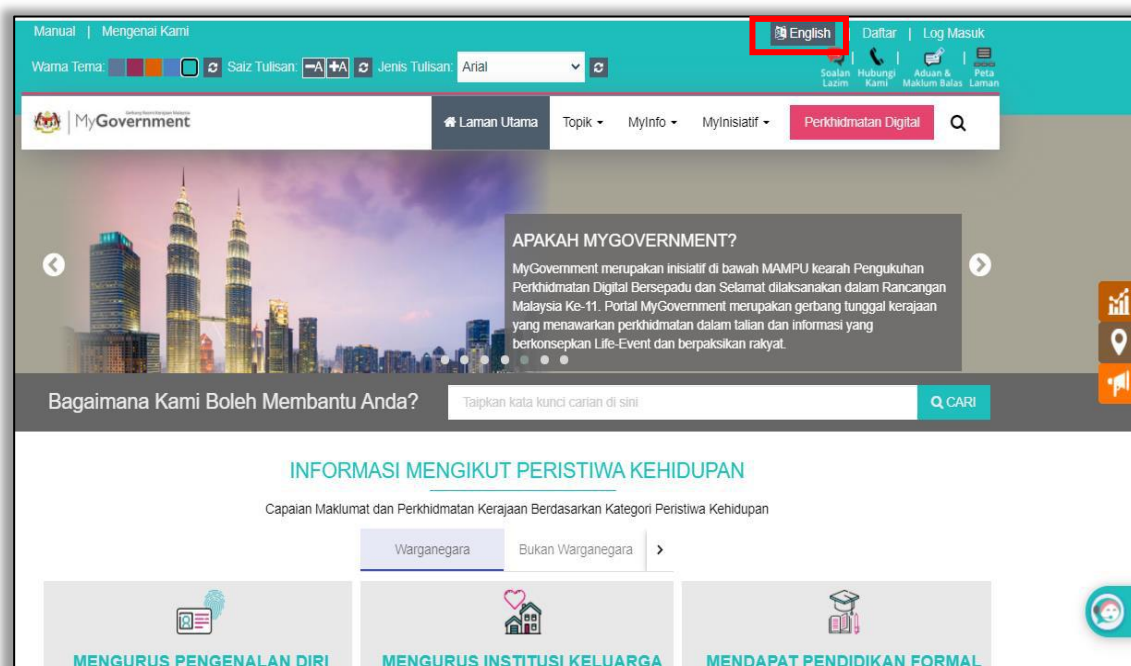 Manual | Mengenai Kami
English | Daftar | Log Masuk
Warna Tema: Saiz Tulisan: -A +A Jenis Tulisan: Arial
Soalan Lazim | Hubungi Kami | Aduan & Maklum Balas | Peta Laman
MyGovernment
Laman Utama Topik MyInfo MyInisiatif Perkhidmatan Digital
APAKAH MYGOVERNMENT?
MyGovernment merupakan inisiatif di bawah MAMPU kearah Pengukuhan
Perkhidmatan Digital Bersepadu dan Selamat dilaksanakan dalam Rancangan
Malaysia Ke-11. Portal MyGovernment merupakan gerbang tunggal kerajaan
yang menawarkan perkhidmatan dalam talian dan informasi yang
berkonsepkan Life-Event dan berpaksikan rakyat.
Bagaimana Kami Boleh Membantu Anda? Taipkan kata kunci carian di sini CARI
INFORMASI MENGIKUT PERISTIWA KEHIDUPAN
Capaian Maklumat dan Perkhidmatan Kerajaan Berdasarkan Kategori Peristiwa Kehidupan
Warganegara Bukan Warganegara
MENGURUS PENGENALAN DIRI MENGURUS INSTITUSI KELUARGA MENDAPAT PENDIDIKAN FORMAL